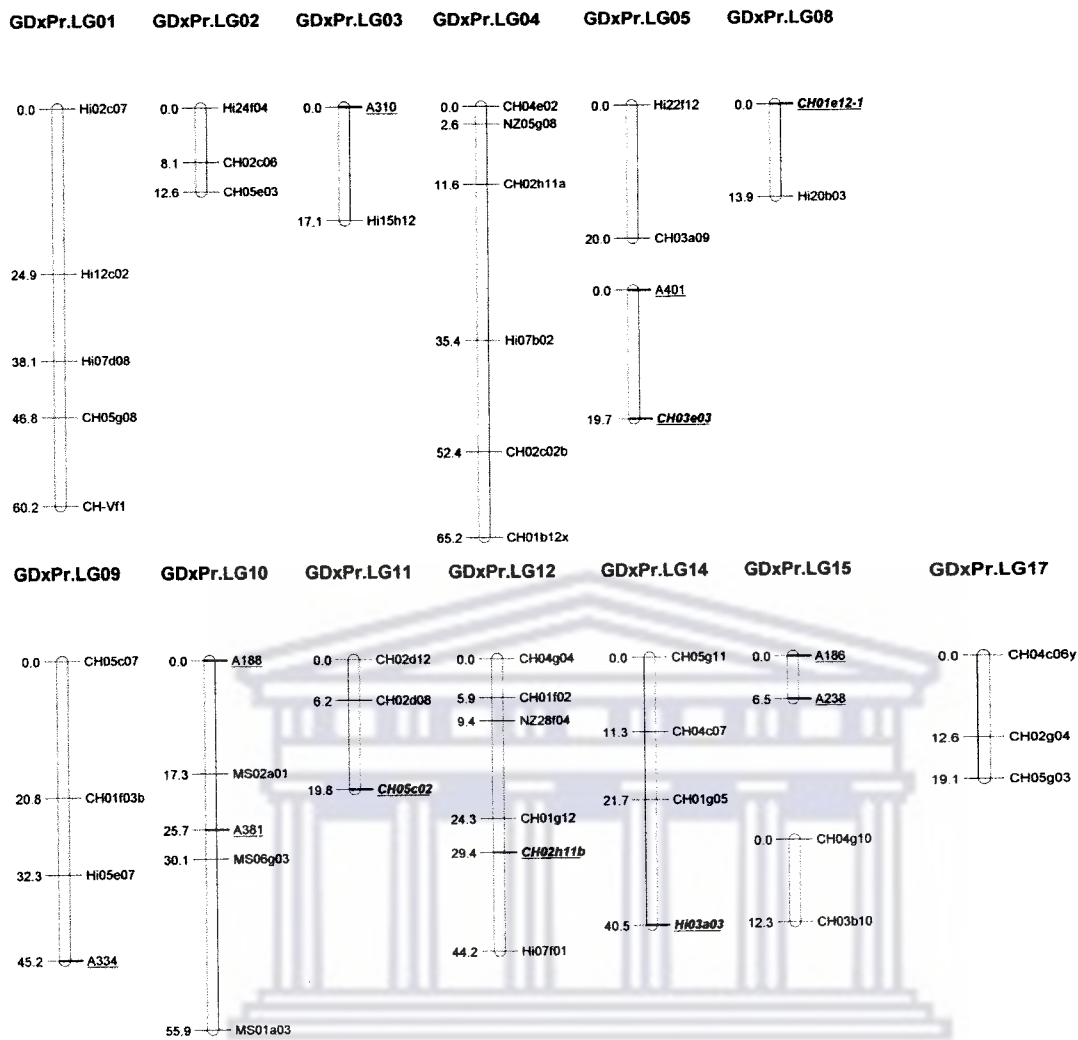 GDxPr.LG01
0.0 Hi02c07
24.9 Hi12c02
38.1 Hi07d08
46.8 CH05g08
60.2 CH-Vf1
GDxPr.LG02
0.0 Hi24f04
8.1 CH02c06
12.6 CH05e03
GDxPr.LG03
0.0 A310
17.1 Hi15h12
GDxPr.LG04
0.0 CH04e02
2.6 NZ05g08
11.6 CH02h11a
35.4 Hi07b02
52.4 CH02c02b
65.2 CH01b12x
GDxPr.LG05
0.0 Hi22f12
20.0 CH03a09
0.0 A401
19.7 CH03e03
GDxPr.LG08
0.0 CH01e12-1
13.9 Hi20b03
GDxPr.LG09
0.0 CH05c07
20.8 CH01f03b
32.3 Hi05e07
45.2 A334
GDxPr.LG10
0.0 A188
17.3 MS02a01
25.7 A381
30.1 MS06g03
55.9 MS01a03
GDxPr.LG11
0.0 CH02d12
6.2 CH02d08
19.8 CH05c02
GDxPr.LG12
0.0 CH04g04
5.9 CH01f02
9.4 NZ28f04
24.3 CH01g12
29.4 CH02h11b
44.2 Hi07f01
GDxPr.LG14
0.0 CH05g11
11.3 CH04c07
21.7 CH01g05
40.5 Hi03a03
GDxPr.LG15
0.0 A186
6.5 A238
0.0 CH04g10
12.3 CH03b10
GDxPr.LG17
0.0 CH04c06y
12.6 CH02g04
19.1 CH05g03